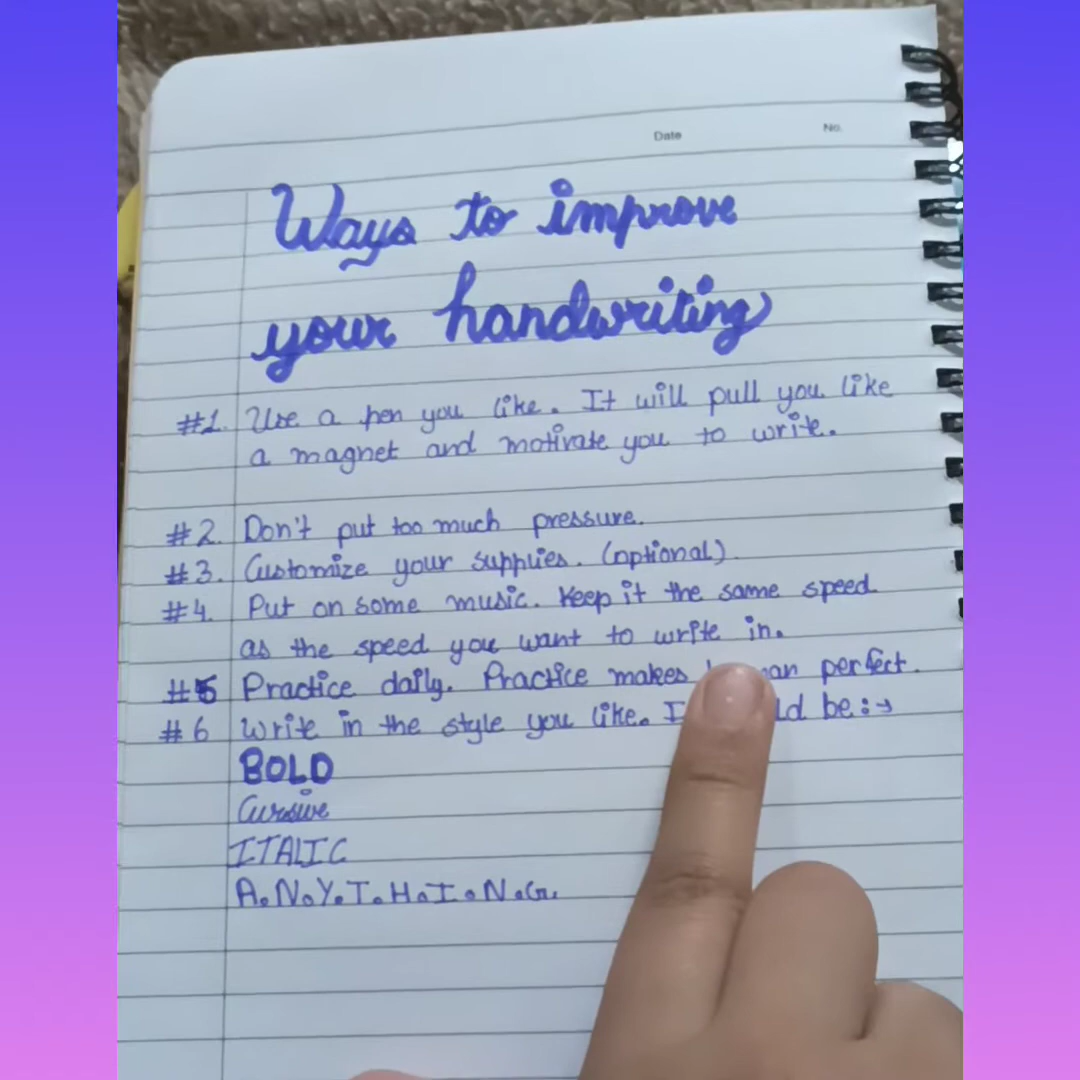 Date No.
Ways to improve
your handwriting
#1. Use a pen you like. It will pull you like
a magnet and motivate you to write.
#2. Don't put too much pressure.
#3. Customize your supplies. (optional).
#4. Put on some music. Keep it the same speed
as the speed you want to write in.
#5 Practice daily. Practice makes perfect.
#6 Write in the style you like. be:→
BOLD
Cursive
ITALIC
A.N.Y.T.H.I.N.G.